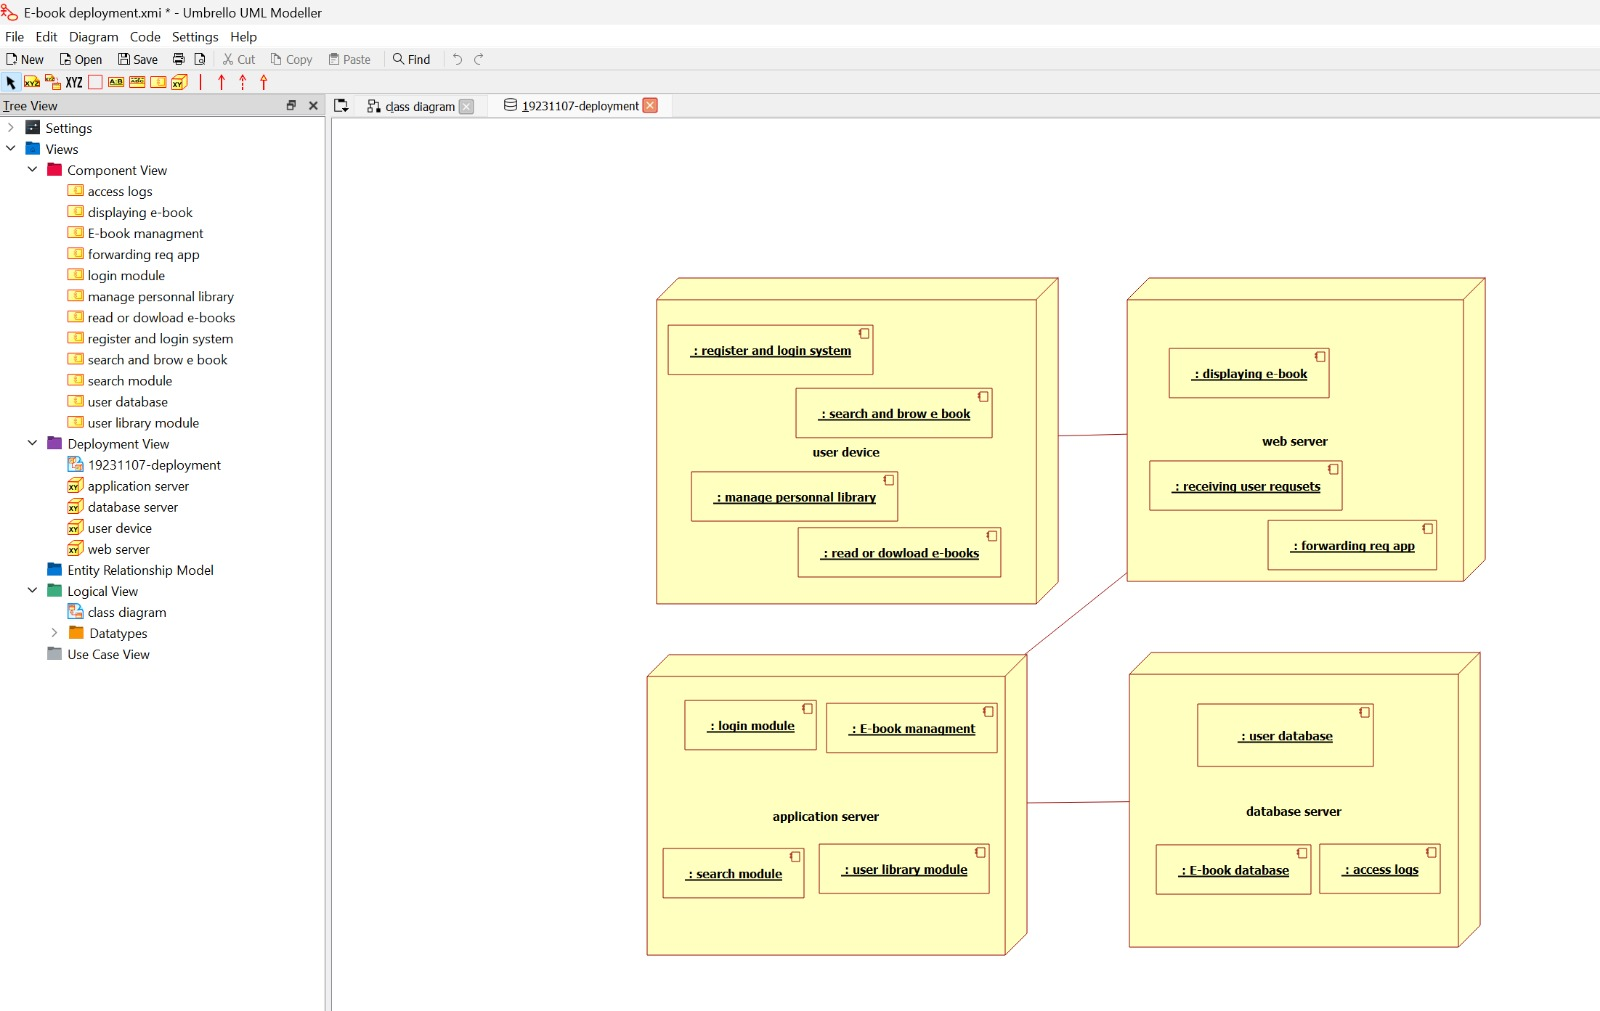 E-book deployment.xmi * - Umbrello UML Modeller
File Edit Diagram Code Settings Help
New Open Save Cut Copy Paste Find
XYZ XYZ A:B XY
Tree View
class diagram 19231107-deployment
Settings
Views
Component View
access logs
displaying e-book
E-book managment
forwarding req app
login module
manage personnal library
read or dowload e-books
register and login system
search and brow e book
search module
user database
user library module
Deployment View
19231107-deployment
application server
database server
user device
web server
Entity Relationship Model
Logical View
class diagram
Datatypes
Use Case View
: register and login system
: search and brow e book
user device
: manage personnal library
: read or dowload e-books
: displaying e-book
web server
: receiving user requsets
: forwarding req app
: login module
: E-book managment
application server
: search module
: user library module
: user database
database server
: E-book database
: access logs